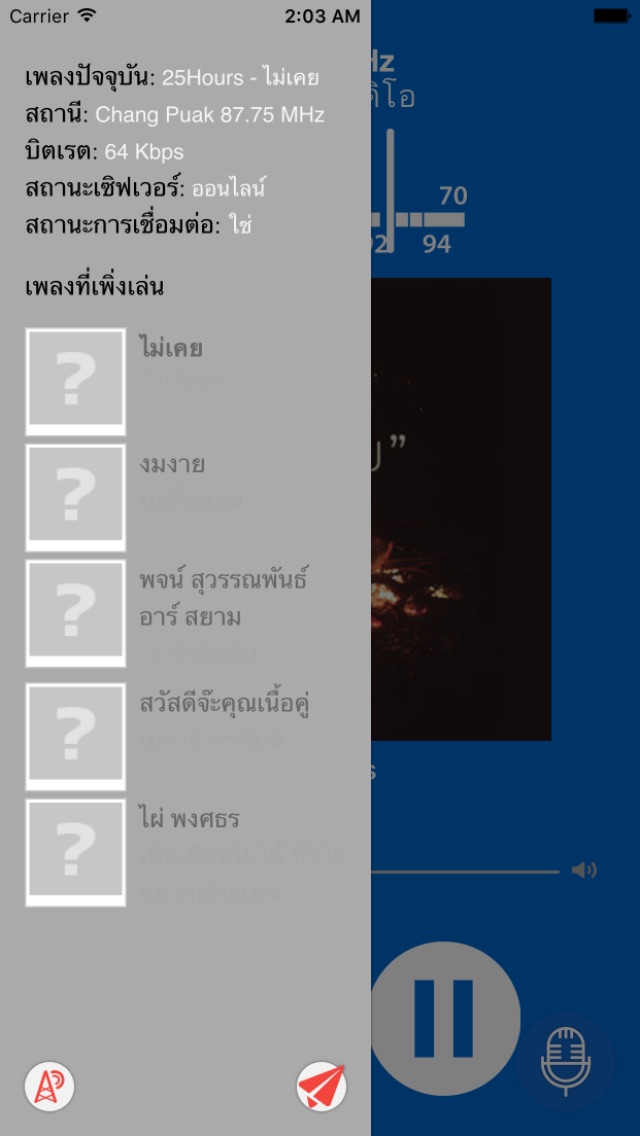 Carrier 2:03 AM
เพลงปัจจุบัน: 25Hours - ไม่เคย
สถานี: Chang Puak 87.75 MHz
บิตเรต: 64 Kbps
สถานะเซิฟเวอร์: ออนไลน์
สถานะการเชื่อมต่อ: ใช่
เพลงที่เพิ่งเล่น
ไม่เคย
25Hours
งมงาย
พจน์ สุวรรณพันธ์
อาร์ สยาม
สวัสดีจ๊ะคุณเนื้อคู่
ไผ่ พงศธร
Hz
ดิโอ
70
92 94
”
s